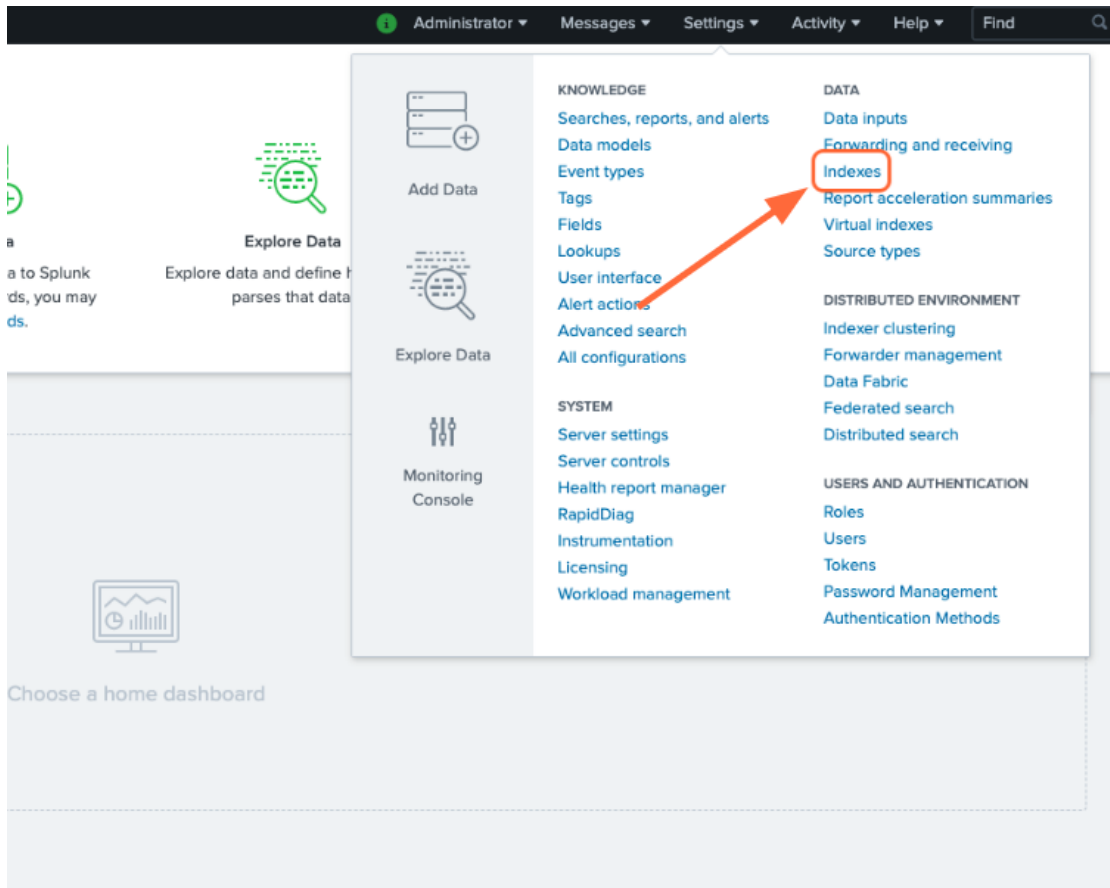 Administrator Messages Settings Activity Help Find
a
a to Splunk
rds, you may
ds.
Explore Data
Explore data and define h
parses that data
Add Data
Explore Data
Monitoring
Console
KNOWLEDGE
Searches, reports, and alerts
Data models
Event types
Tags
Fields
Lookups
User interface
Alert actions
Advanced search
All configurations
SYSTEM
Server settings
Server controls
Health report manager
RapidDiag
Instrumentation
Licensing
Workload management
DATA
Data inputs
Forwarding and receiving
Indexes
Report acceleration summaries
Virtual indexes
Source types
DISTRIBUTED ENVIRONMENT
Indexer clustering
Forwarder management
Data Fabric
Federated search
Distributed search
USERS AND AUTHENTICATION
Roles
Users
Tokens
Password Management
Authentication Methods
Choose a home dashboard